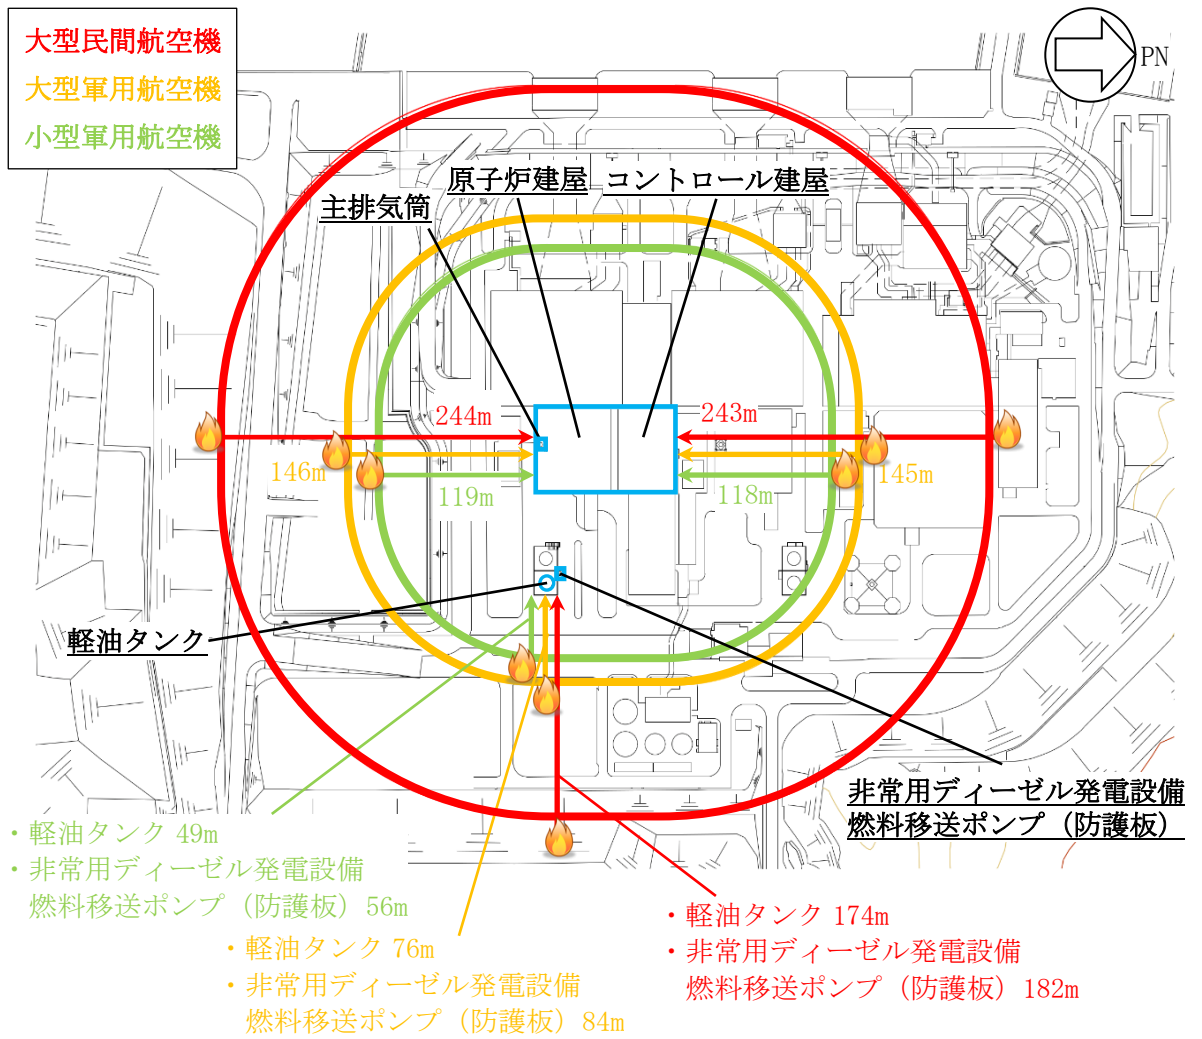 大型民間航空機
大型軍用航空機
小型軍用航空機
PN
原子炉建屋
コントロール建屋
主排気筒
244m
243m
146m
145m
119m
118m
軽油タンク
非常用ディーゼル発電設備
燃料移送ポンプ（防護板）
・軽油タンク 49m
・非常用ディーゼル発電設備
燃料移送ポンプ（防護板）56m
・軽油タンク 76m
・非常用ディーゼル発電設備
燃料移送ポンプ（防護板）84m
・軽油タンク 174m
・非常用ディーゼル発電設備
燃料移送ポンプ（防護板）182m